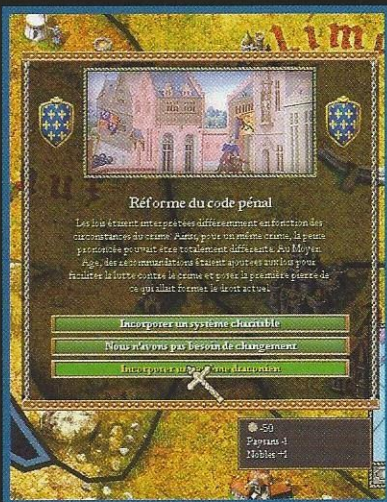 Lim
Réforme du code pénal
Les lois étaient interprétées différemment en fonction des
circonstances du crime. Ainsi, pour un même crime, la peine
prononcée pouvait être totalement différente. Au Moyen
Age, des recommandations étaient ajoutées aux lois pour
faciliter la lutte contre le crime et poser la première pierre de
ce qui allait former le droit actuel.
Incorporer un système charitable
Nous n'avons pas besoin de changement
Incorporer un système draconien
-50
Paysans -1
Nobles +1